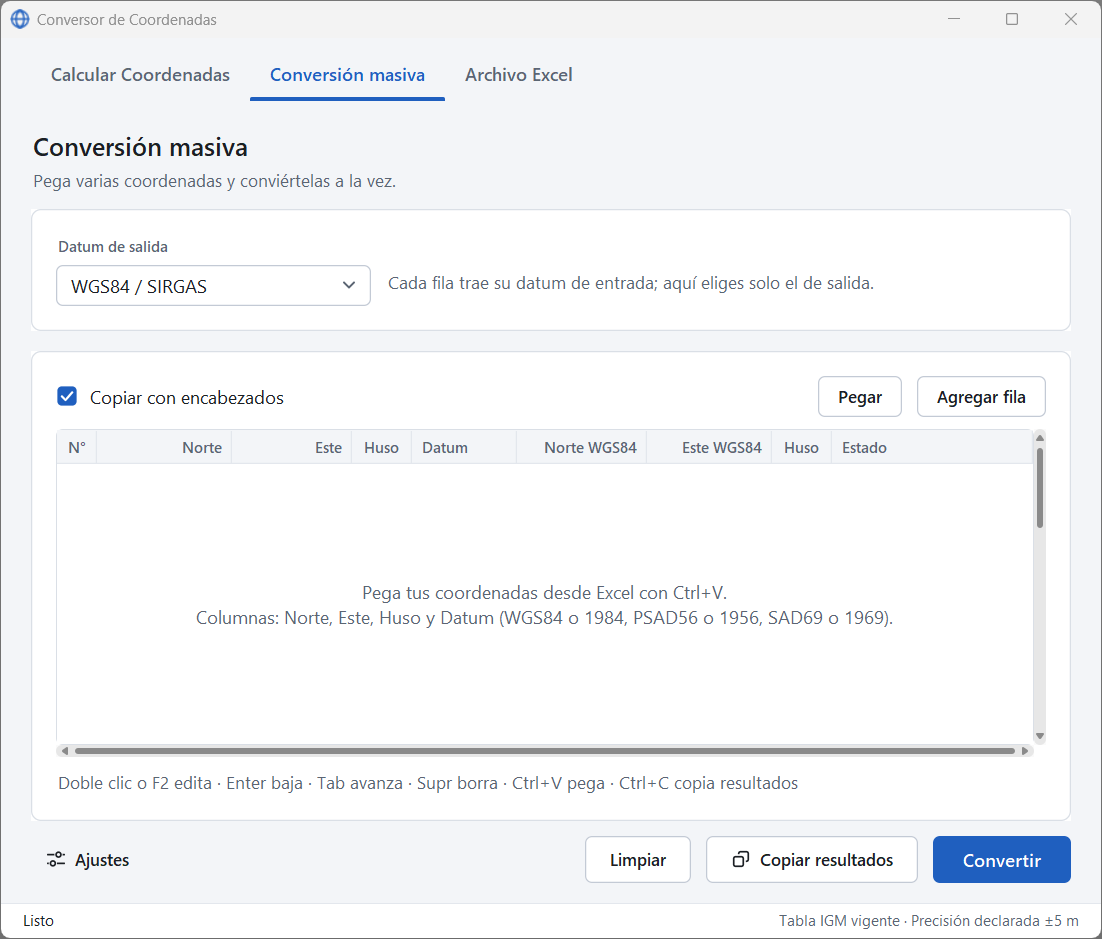 Conversor de Coordenadas
Calcular Coordenadas Conversión masiva Archivo Excel
Conversión masiva
Pega varias coordenadas y conviértelas a la vez.
Datum de salida
WGS84 / SIRGAS
Cada fila trae su datum de entrada; aquí eliges solo el de salida.
Copiar con encabezados Pegar Agregar fila
N° Norte Este Huso Datum Norte WGS84 Este WGS84 Huso Estado
Pega tus coordenadas desde Excel con Ctrl+V.
Columnas: Norte, Este, Huso y Datum (WGS84 o 1984, PSAD56 o 1956, SAD69 o 1969).
Doble clic o F2 edita · Enter baja · Tab avanza · Supr borra · Ctrl+V pega · Ctrl+C copia resultados
Ajustes Limpiar Copiar resultados Convertir
Listo Tabla IGM vigente · Precisión declarada ±5 m